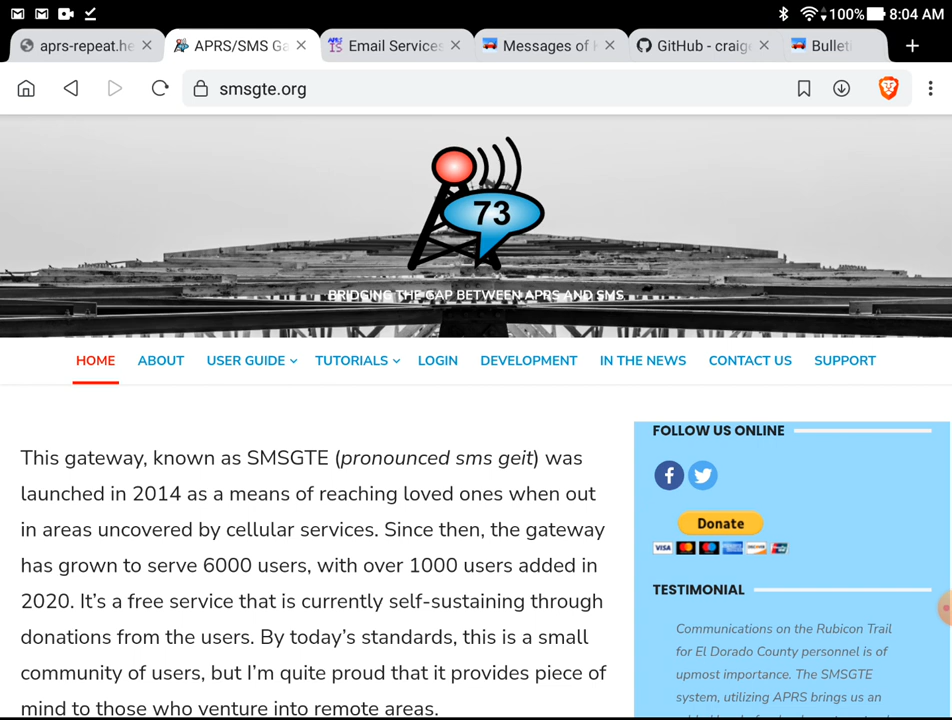 100% 8:04 AM
aprs-repeat.he
APRS/SMS Ga
Email Services
Messages of
GitHub - craig
Bulleti
smsgte.org
73
BRIDGING THE GAP BETWEEN APRS AND SMS
HOME ABOUT USER GUIDE TUTORIALS LOGIN DEVELOPMENT IN THE NEWS CONTACT US SUPPORT
This gateway, known as SMSGTE (pronounced sms geit) was
launched in 2014 as a means of reaching loved ones when out
in areas uncovered by cellular services. Since then, the gateway
has grown to serve 6000 users, with over 1000 users added in
2020. It’s a free service that is currently self-sustaining through
donations from the users. By today’s standards, this is a small
community of users, but I’m quite proud that it provides piece of
mind to those who venture into remote areas.
FOLLOW US ONLINE
Donate
VISA
TESTIMONIAL
Communications on the Rubicon Trail
for El Dorado County personnel is of
upmost importance. The SMSGTE
system, utilizing APRS brings us an